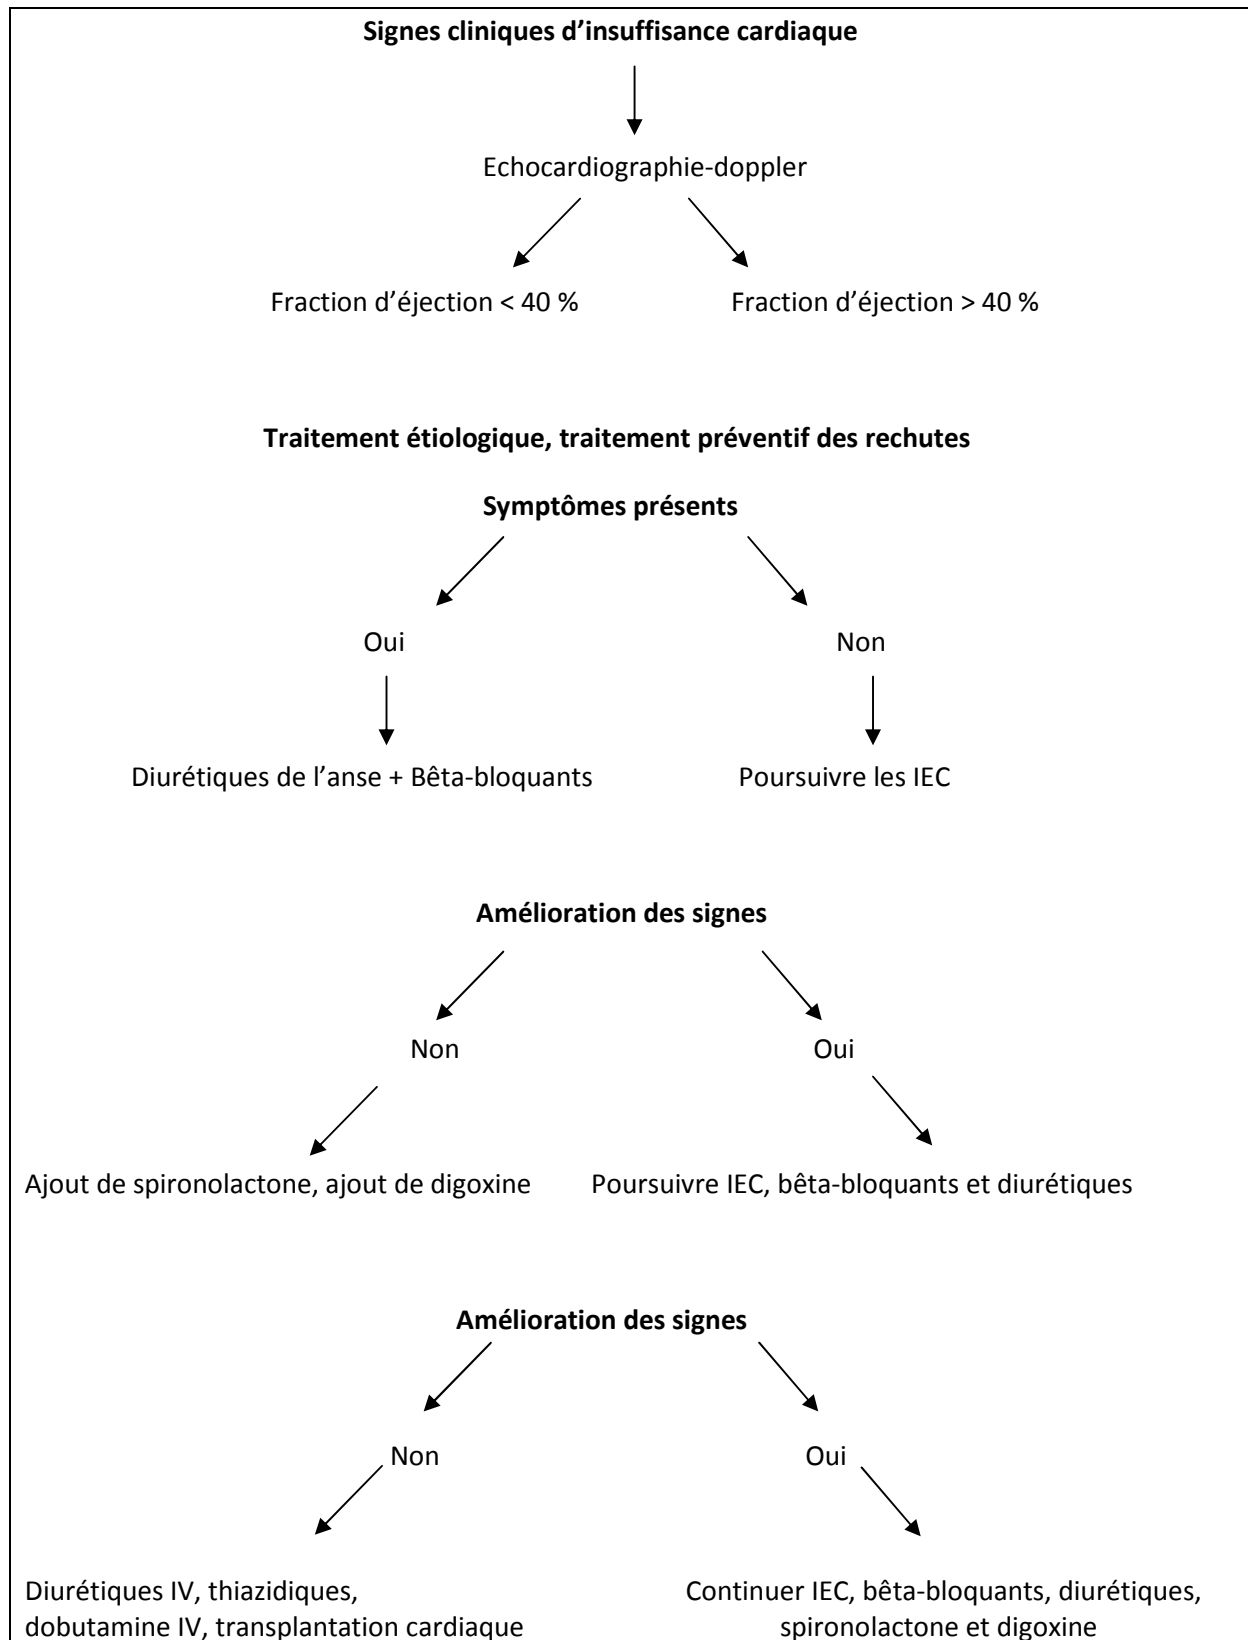 Signes cliniques d’insuffisance cardiaque
Echocardiographie-doppler
Fraction d’éjection < 40 %
Fraction d’éjection > 40 %
Traitement étiologique, traitement préventif des rechutes
Symptômes présents
Oui
Non
Diurétiques de l’anse + Bêta-bloquants
Poursuivre les IEC
Amélioration des signes
Non
Oui
Ajout de spironolactone, ajout de digoxine
Poursuivre IEC, bêta-bloquants et diurétiques
Amélioration des signes
Non
Oui
Diurétiques IV, thiazidiques,
dobutamine IV, transplantation cardiaque
Continuer IEC, bêta-bloquants, diurétiques,
spironolactone et digoxine